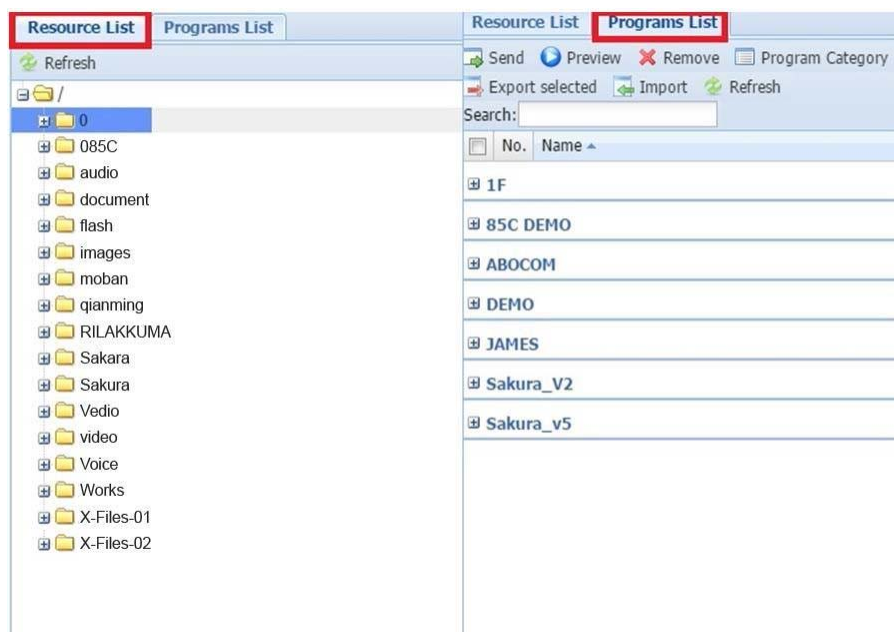 Resource List Programs List
Refresh
/
0
085C
audio
document
flash
images
moban
qianming
RILAKKUMA
Sakara
Sakura
Vedio
video
Voice
Works
X-Files-01
X-Files-02
Resource List Programs List
Send Preview Remove Program Category
Export selected Import Refresh
Search:
No. Name
1F
85C DEMO
ABOCOM
DEMO
JAMES
Sakura_V2
Sakura_v5